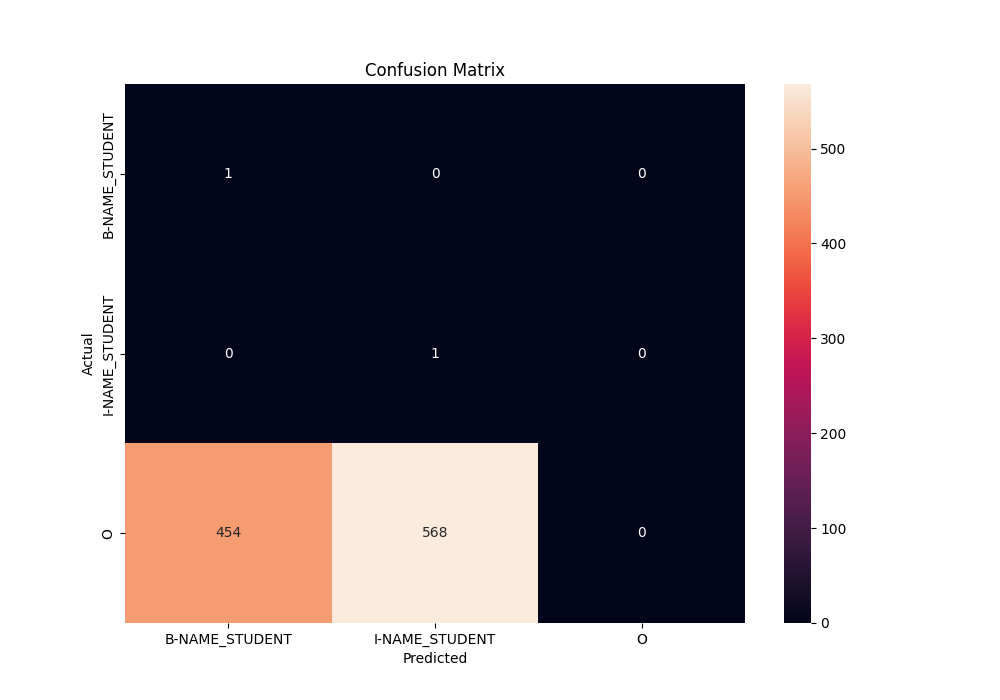 Confusion Matrix
Actual
B-NAME_STUDENT
1 0 0
I-NAME_STUDENT
0 1 0
O
454 568 0
B-NAME_STUDENT I-NAME_STUDENT O
Predicted
500
400
300
200
100
0